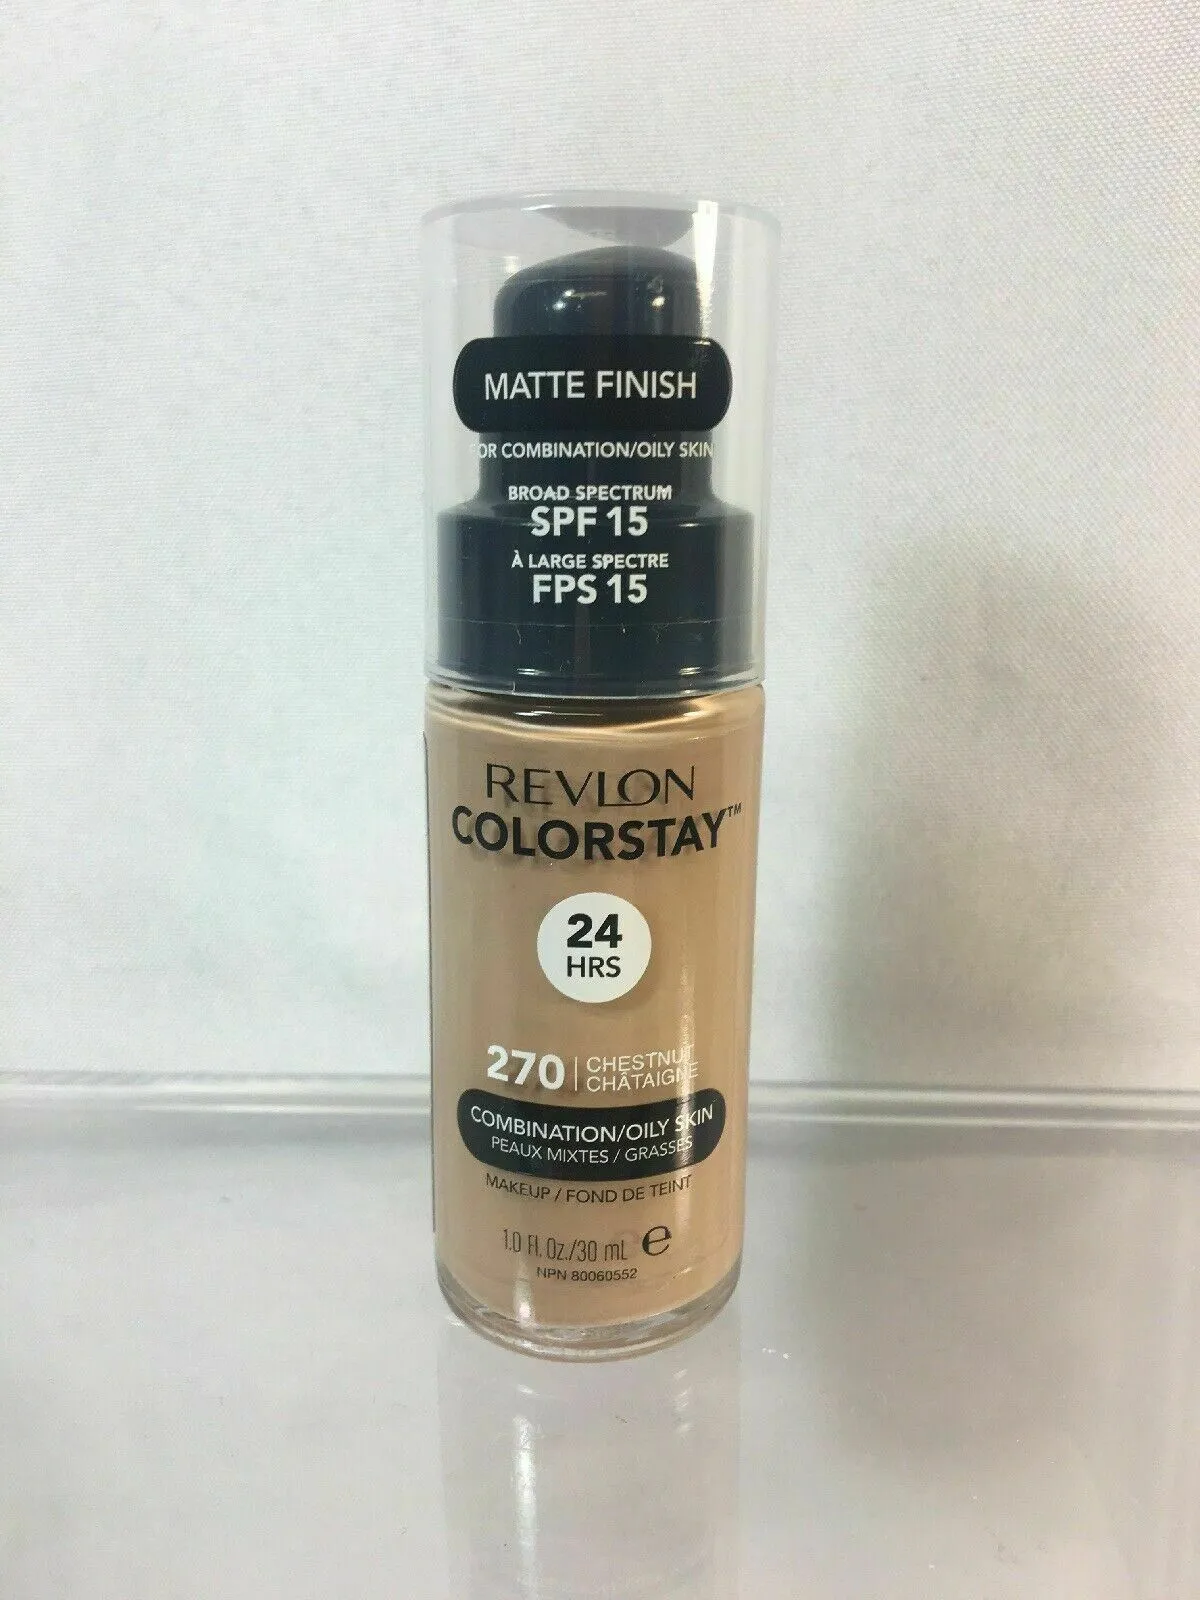 MATTE FINISH
FOR COMBINATION/OILY SKIN
BROAD SPECTRUM
SPF 15
À LARGE SPECTRE
FPS 15
REVLON
COLORSTAY™
24
HRS
270 | CHESTNUT
CHÂTAIGNE
COMBINATION/OILY SKIN
PEAUX MIXTES / GRASSES
MAKEUP / FOND DE TEINT
1.0 Fl. Oz./30 mL ℮
NPN 80060552